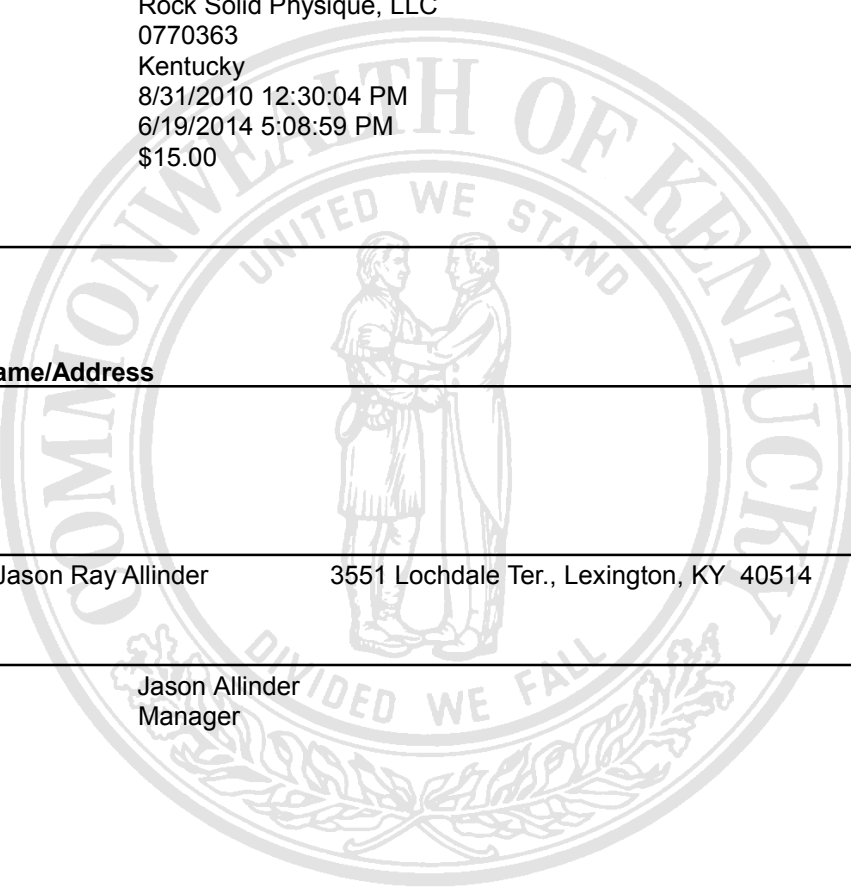 Rock Solid Physique, LLC
0770363
Kentucky
8/31/2010 12:30:04 PM
6/19/2014 5:08:59 PM
$15.00
COMMONWEALTH OF KENTUCKY
UNITED WE STAND
ame/Address
Jason Ray Allinder 3551 Lochdale Ter., Lexington, KY 40514
DIVIDED WE FALL
Jason Allinder
Manager